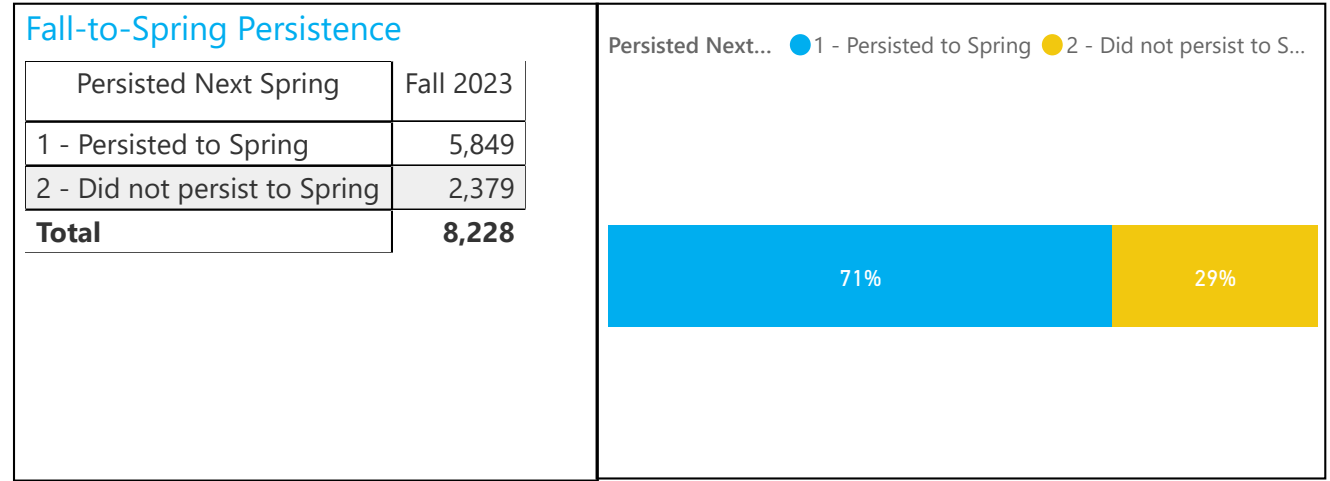 Fall-to-Spring Persistence
Persisted Next Spring Fall 2023
1 - Persisted to Spring 5,849
2 - Did not persist to Spring 2,379
Total 8,228
Persisted Next... 1 - Persisted to Spring 2 - Did not persist to S...
71% 29%